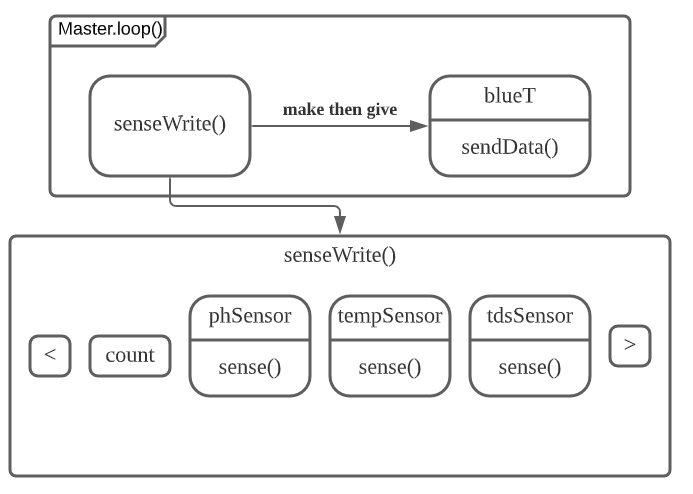 Master.loop()
senseWrite()
make then give
blueT
sendData()
senseWrite()
<
count
phSensor
sense()
tempSensor
sense()
tdsSensor
sense()
>